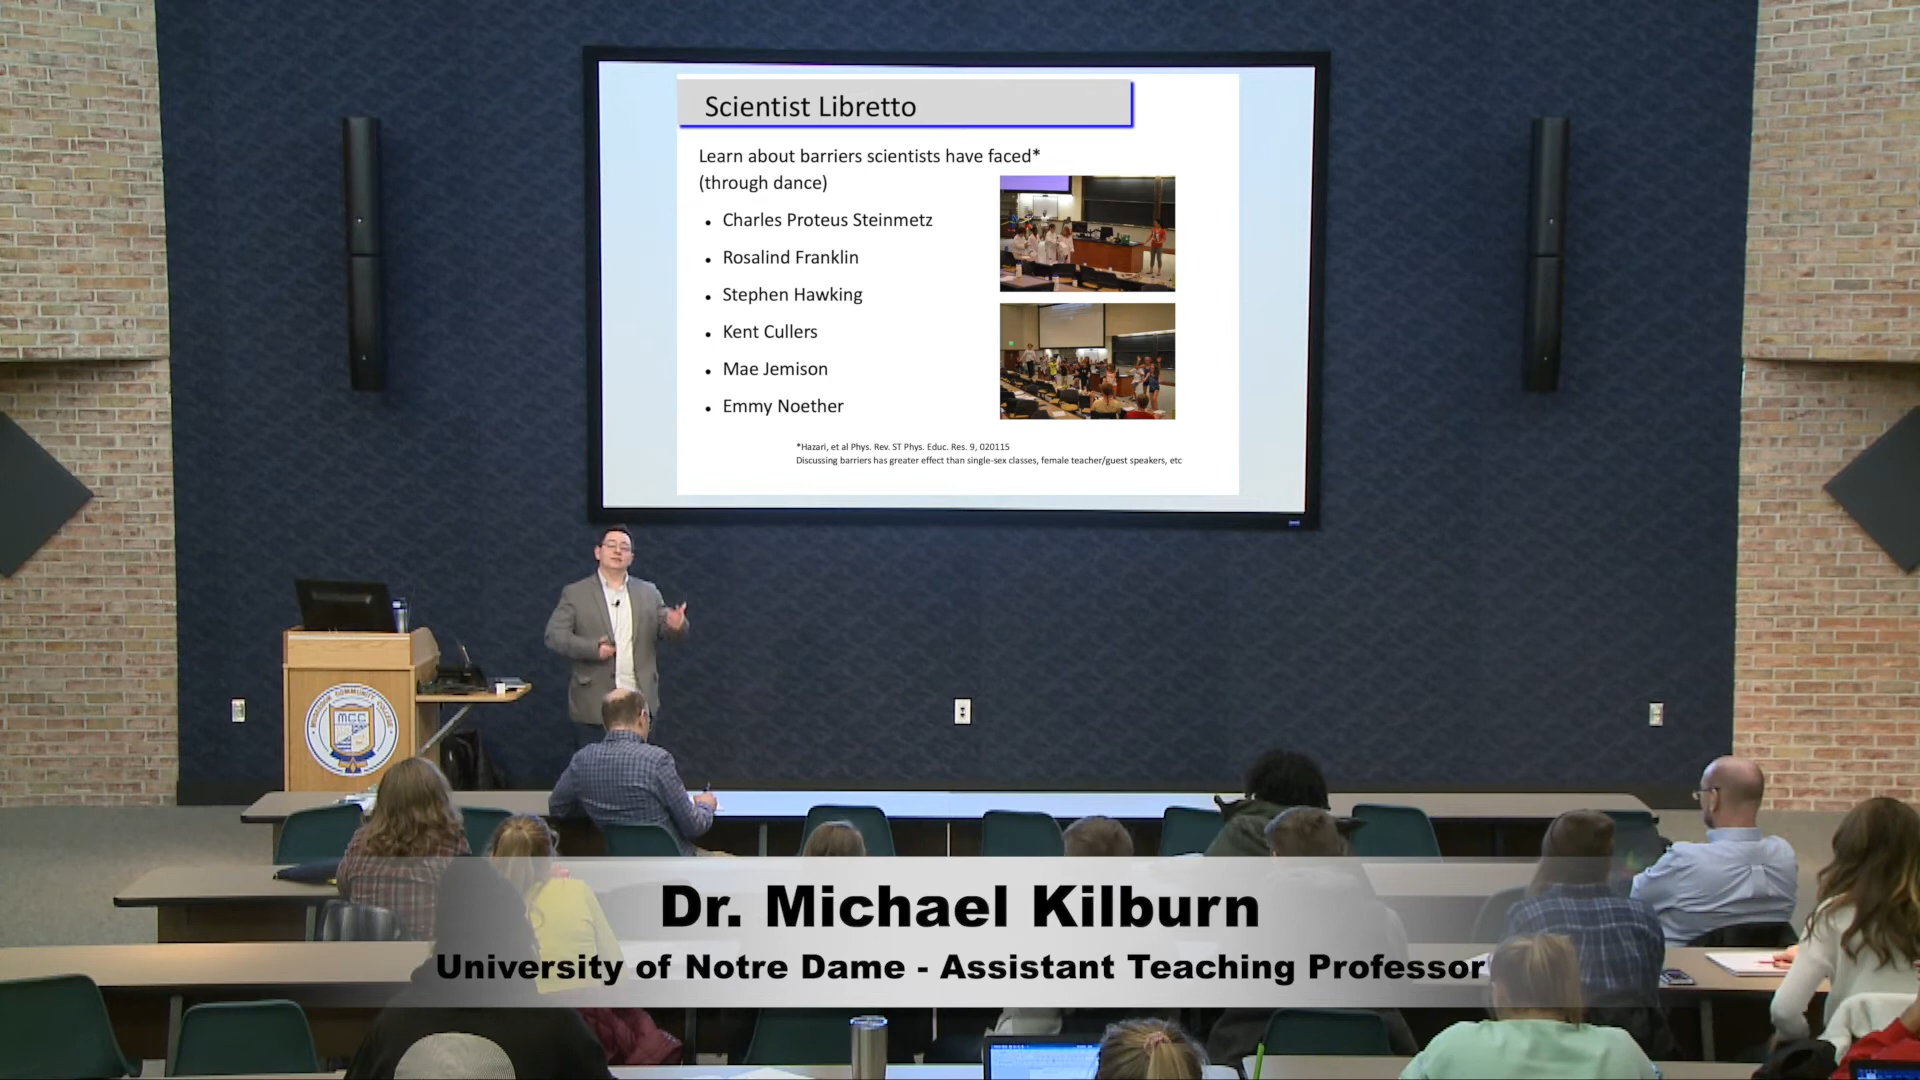 Scientist Libretto
Learn about barriers scientists have faced*
(through dance)
• Charles Proteus Steinmetz
• Rosalind Franklin
• Stephen Hawking
• Kent Cullers
• Mae Jemison
• Emmy Noether
*Hazari, et al Phys. Rev. ST Phys. Educ. Res. 9, 020115
Discussing barriers has greater effect than single-sex classes, female teacher/guest speakers, etc
COMMUNITY
COLLEGE
MCC
Dr. Michael Kilburn
University of Notre Dame - Assistant Teaching Professor